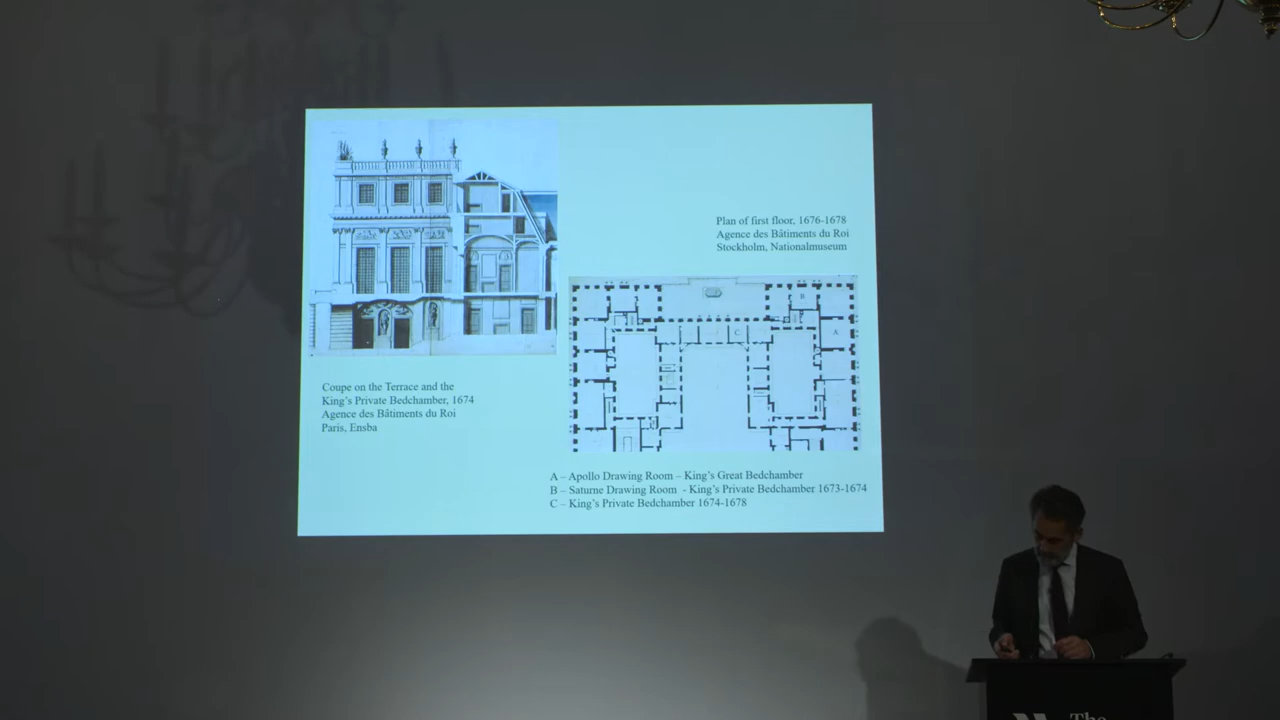 Plan of first floor, 1676-1678
Agence des Bâtiments du Roi
Stockholm, Nationalmuseum
B
A
C
Coupe on the Terrace and the
King's Private Bedchamber, 1674
Agence des Bâtiments du Roi
Paris, Ensba
A – Apollo Drawing Room – King's Great Bedchamber
B – Saturne Drawing Room - King's Private Bedchamber 1673-1674
C – King's Private Bedchamber 1674-1678
The